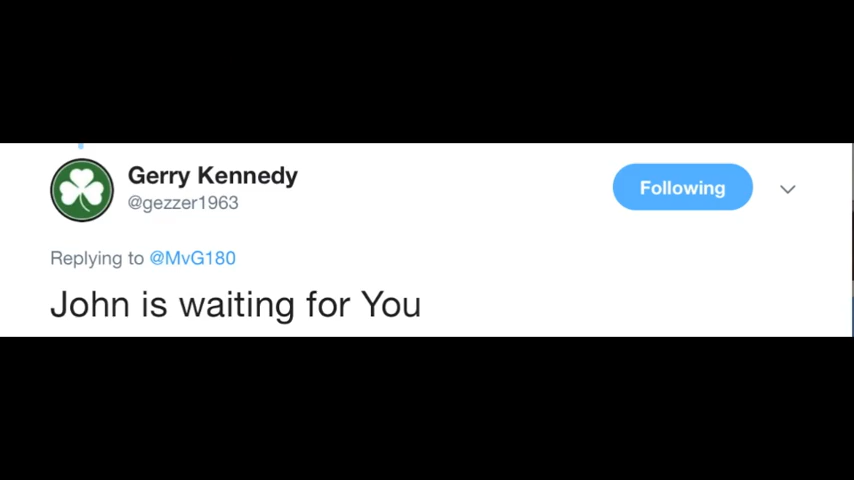 Gerry Kennedy
Following
@gezzer1963
Replying to @MvG180
John is waiting for You